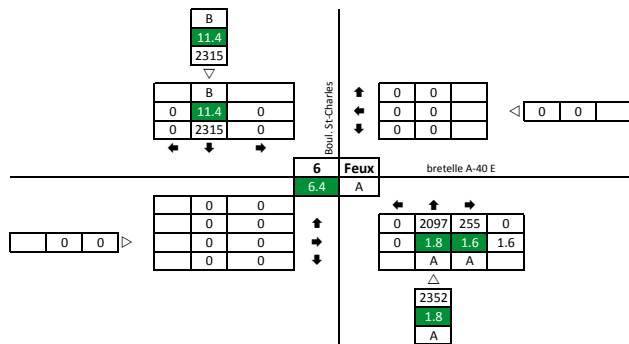 B
11.4
2315
B
0 11.4 0
0 2315 0
Boul. St-Charles
0 0
0 0
0 0
0 0
6 Feux
6.4 A
bretelle A-40 E
0 0
0 0
0 0
0 0
0 0
0 2097 255 0
0 1.8 1.6 1.6
A A
2352
1.8
A